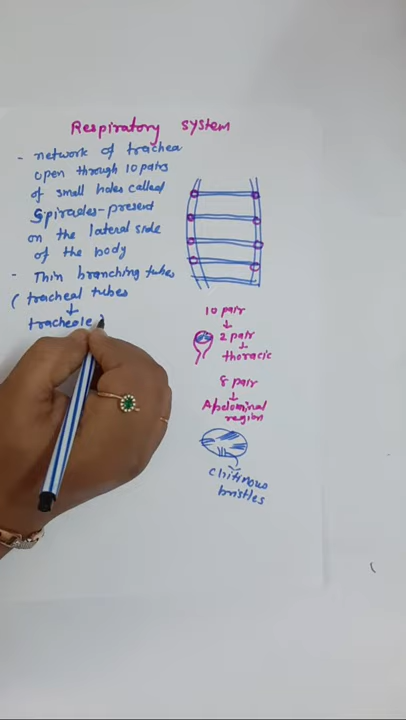 Respiratory system
- network of trachea
open through 10 pairs
of small holes called
Spiracles - present
on the lateral side
of the body
- Thin branching tubes
( tracheal tubes
↓
tracheole )
10 pair
↓
2 pair
↓
thoracic
8 pair
↓
Abdominal
region
chitinous
bristles